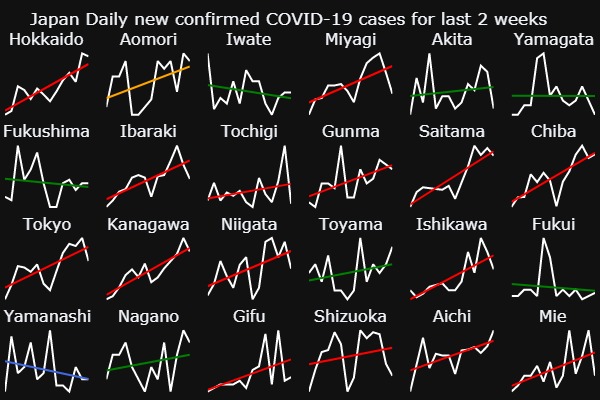 Japan Daily new confirmed COVID-19 cases for last 2 weeks
Hokkaido Aomori Iwate Miyagi Akita Yamagata
Fukushima Ibaraki Tochigi Gunma Saitama Chiba
Tokyo Kanagawa Niigata Toyama Ishikawa Fukui
Yamanashi Nagano Gifu Shizuoka Aichi Mie